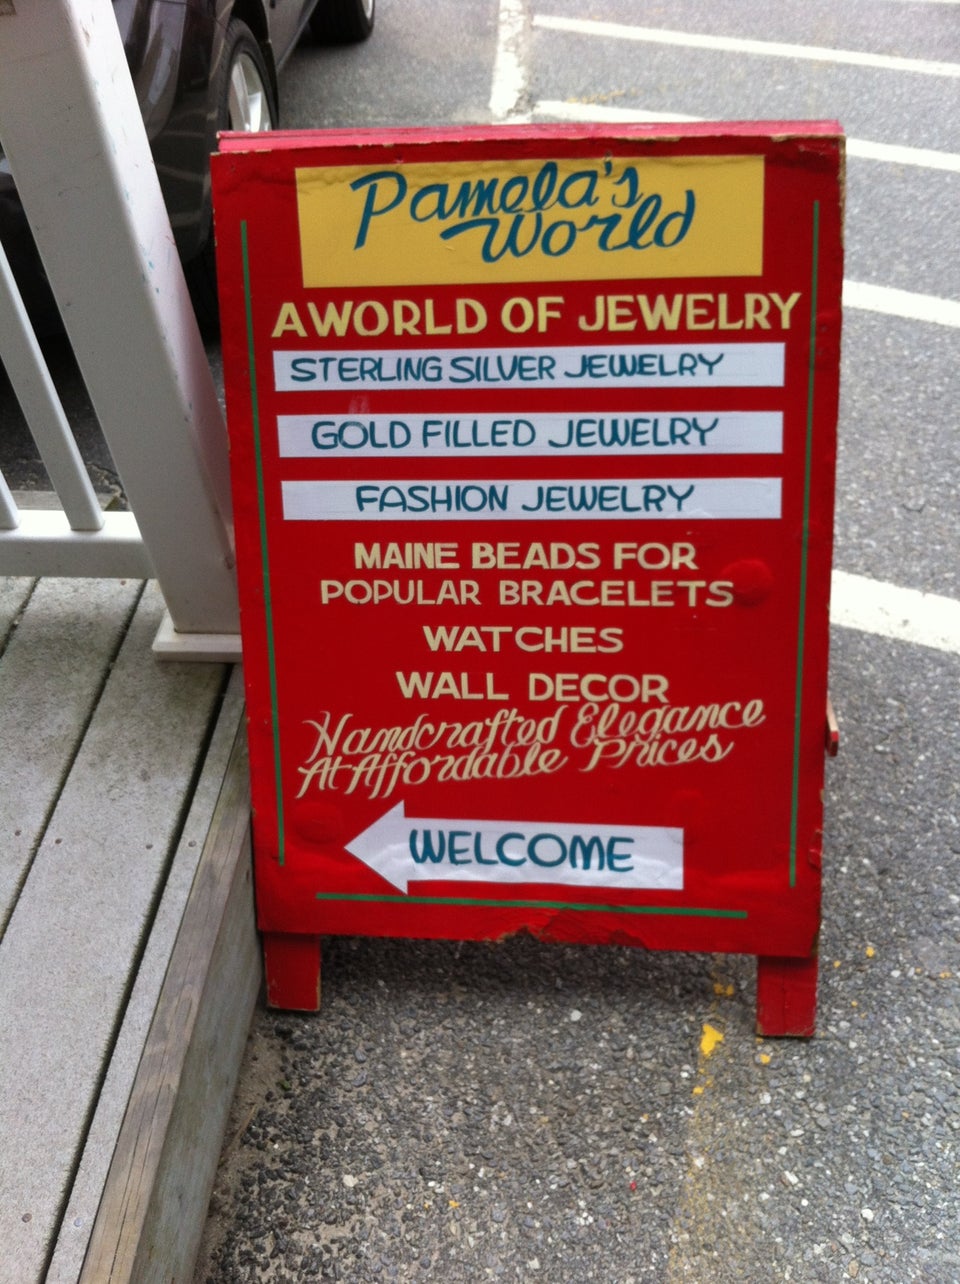 Pamela's
World
A WORLD OF JEWELRY
STERLING SILVER JEWELRY
GOLD FILLED JEWELRY
FASHION JEWELRY
MAINE BEADS FOR
POPULAR BRACELETS
WATCHES
WALL DECOR
Handcrafted Elegance
At Affordable Prices
WELCOME